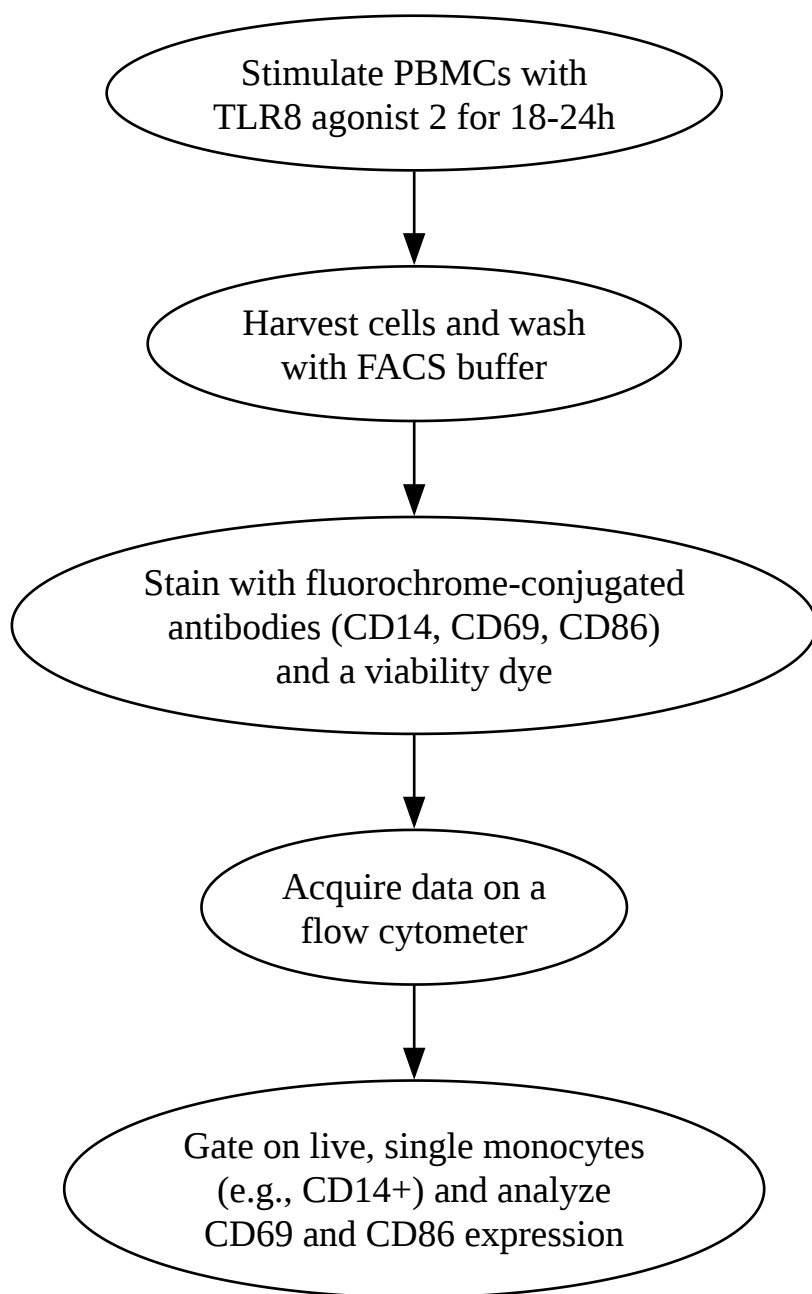 Stimulate PBMCs with
TLR8 agonist 2 for 18-24h
Harvest cells and wash
with FACS buffer
Stain with fluorochrome-conjugated
antibodies (CD14, CD69, CD86)
and a viability dye
Acquire data on a
flow cytometer
Gate on live, single monocytes
(e.g., CD14+) and analyze
CD69 and CD86 expression